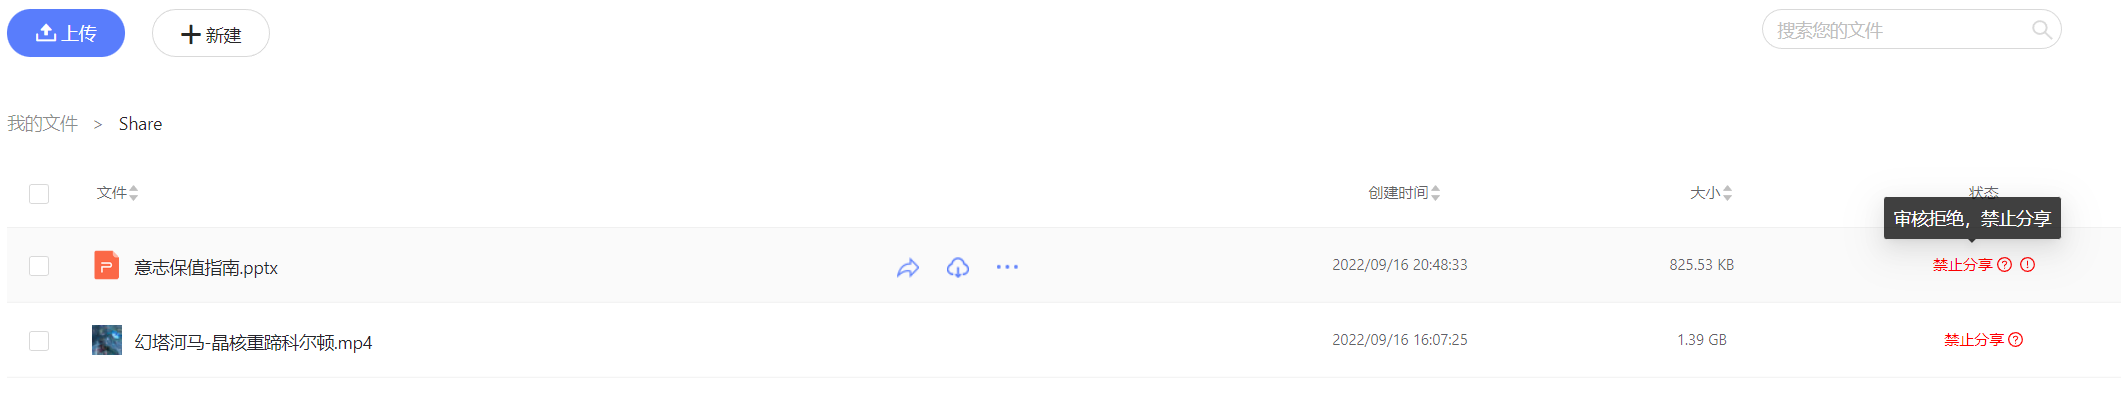 上传
新建
搜索您的文件
我的文件 > Share
文件 创建时间 大小 状态
审核拒绝，禁止分享
意志保值指南.pptx 2022/09/16 20:48:33 825.53 KB 禁止分享
幻塔河马-晶核重蹄科尔顿.mp4 2022/09/16 16:07:25 1.39 GB 禁止分享